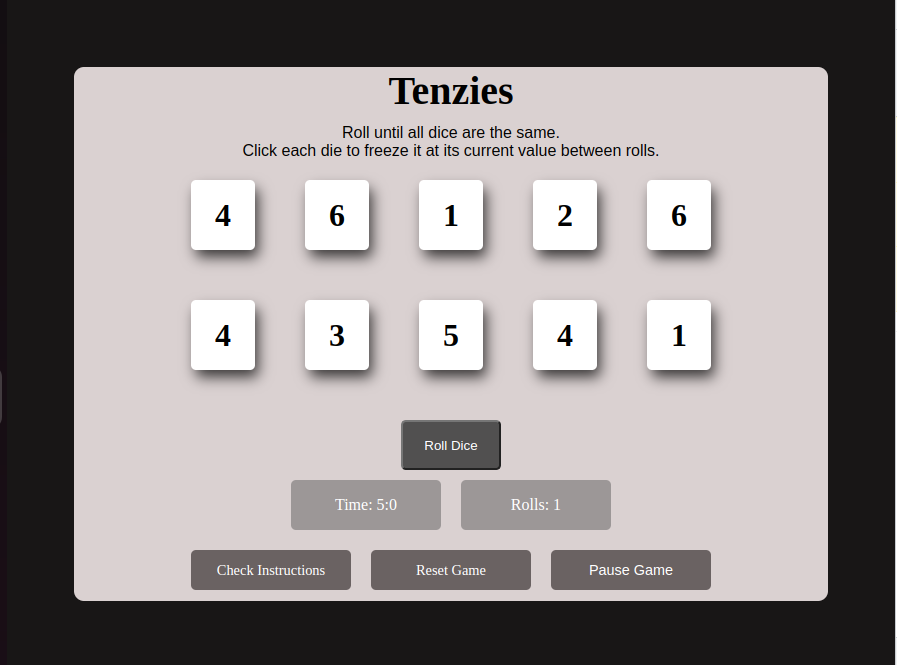 Tenzies
Roll until all dice are the same.
Click each die to freeze it at its current value between rolls.
4 6 1 2 6
4 3 5 4 1
Roll Dice
Time: 5:0 Rolls: 1
Check Instructions Reset Game Pause Game